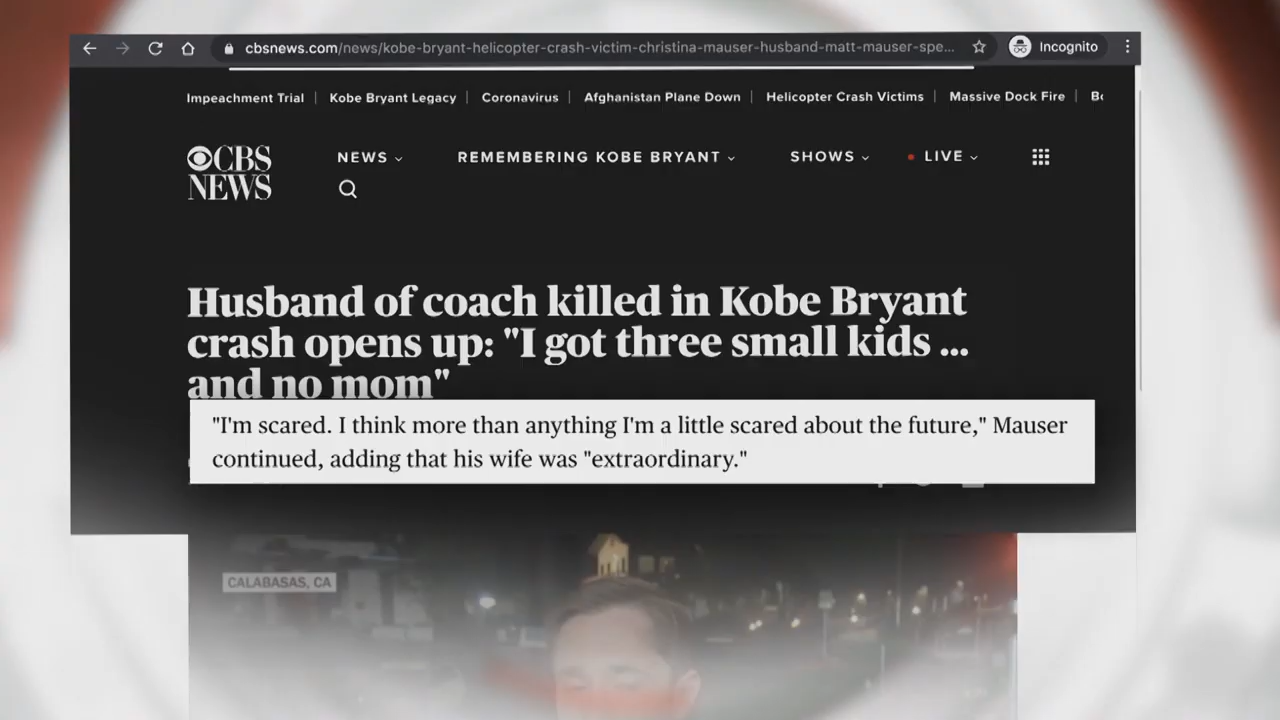 cbsnews.com/news/kobe-bryant-helicopter-crash-victim-christina-mauser-husband-matt-mauser-spe...
Incognito
Impeachment Trial | Kobe Bryant Legacy | Coronavirus | Afghanistan Plane Down | Helicopter Crash Victims | Massive Dock Fire |
CBS NEWS
NEWS
REMEMBERING KOBE BRYANT
SHOWS
LIVE
Husband of coach killed in Kobe Bryant
crash opens up: "I got three small kids ...
and no mom"
"I'm scared. I think more than anything I'm a little scared about the future," Mauser
continued, adding that his wife was "extraordinary."
CALABASAS, CA